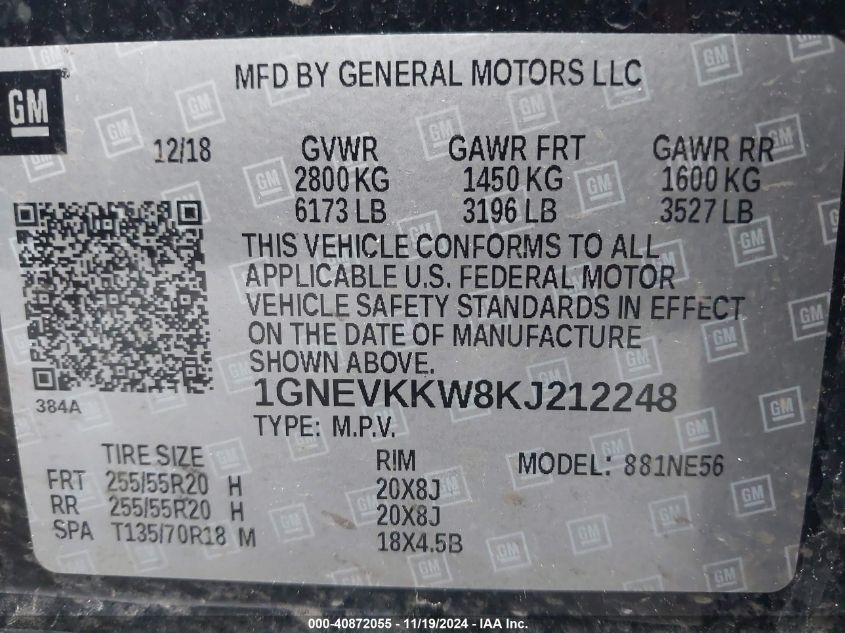 GM
MFD BY GENERAL MOTORS LLC
12/18 GVWR GAWR FRT GAWR RR
2800 KG 1450 KG 1600 KG
6173 LB 3196 LB 3527 LB
THIS VEHICLE CONFORMS TO ALL
APPLICABLE U.S. FEDERAL MOTOR
VEHICLE SAFETY STANDARDS IN EFFECT
ON THE DATE OF MANUFACTURE
SHOWN ABOVE.
384A
1GNEVKKW8KJ212248
TYPE: M.P.V.
TIRE SIZE RIM MODEL: 881NE56
FRT 255/55R20 H 20X8J
RR 255/55R20 H 20X8J
SPA T135/70R18 M 18X4.5B
000-40872055 - 11/19/2024 - IAA Inc.